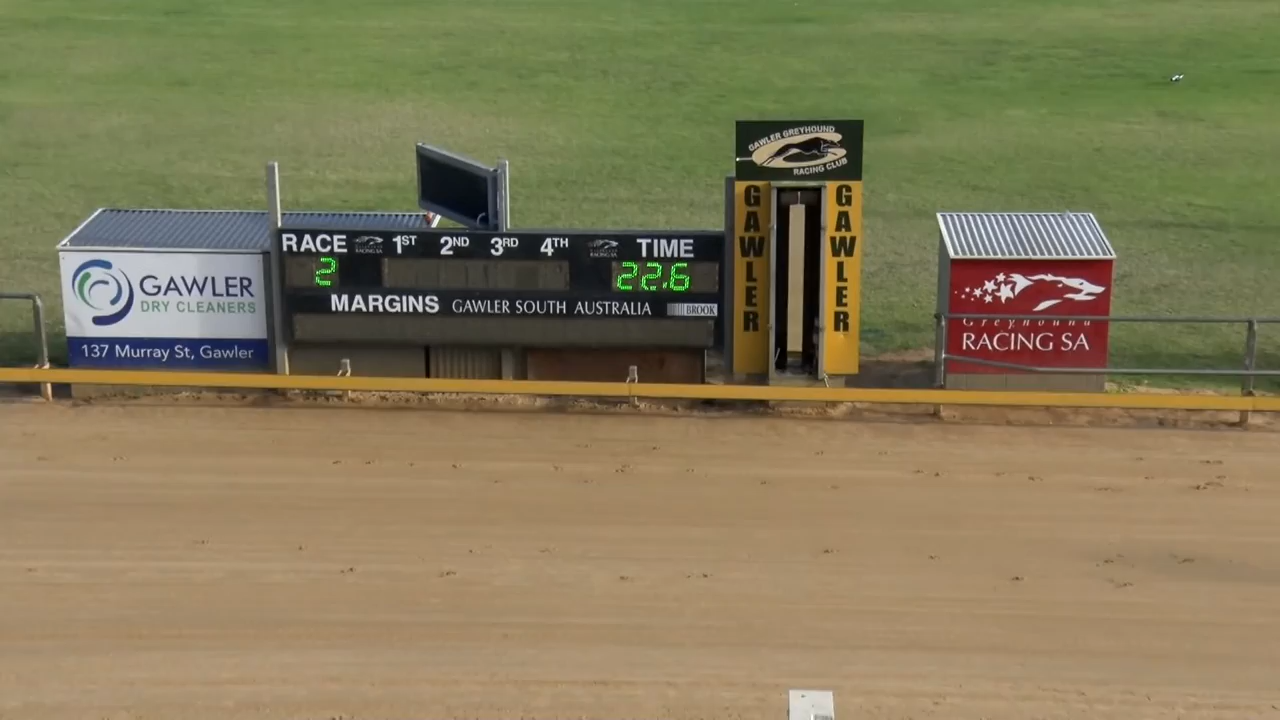 GAWLER GREYHOUND
RACING CLUB
GAWLER
GAWLER
RACE 1ST 2ND 3RD 4TH TIME
2 22.6
MARGINS GAWLER SOUTH AUSTRALIA BROOK
GAWLER
DRY CLEANERS
137 Murray St, Gawler
Greyhound
RACING SA